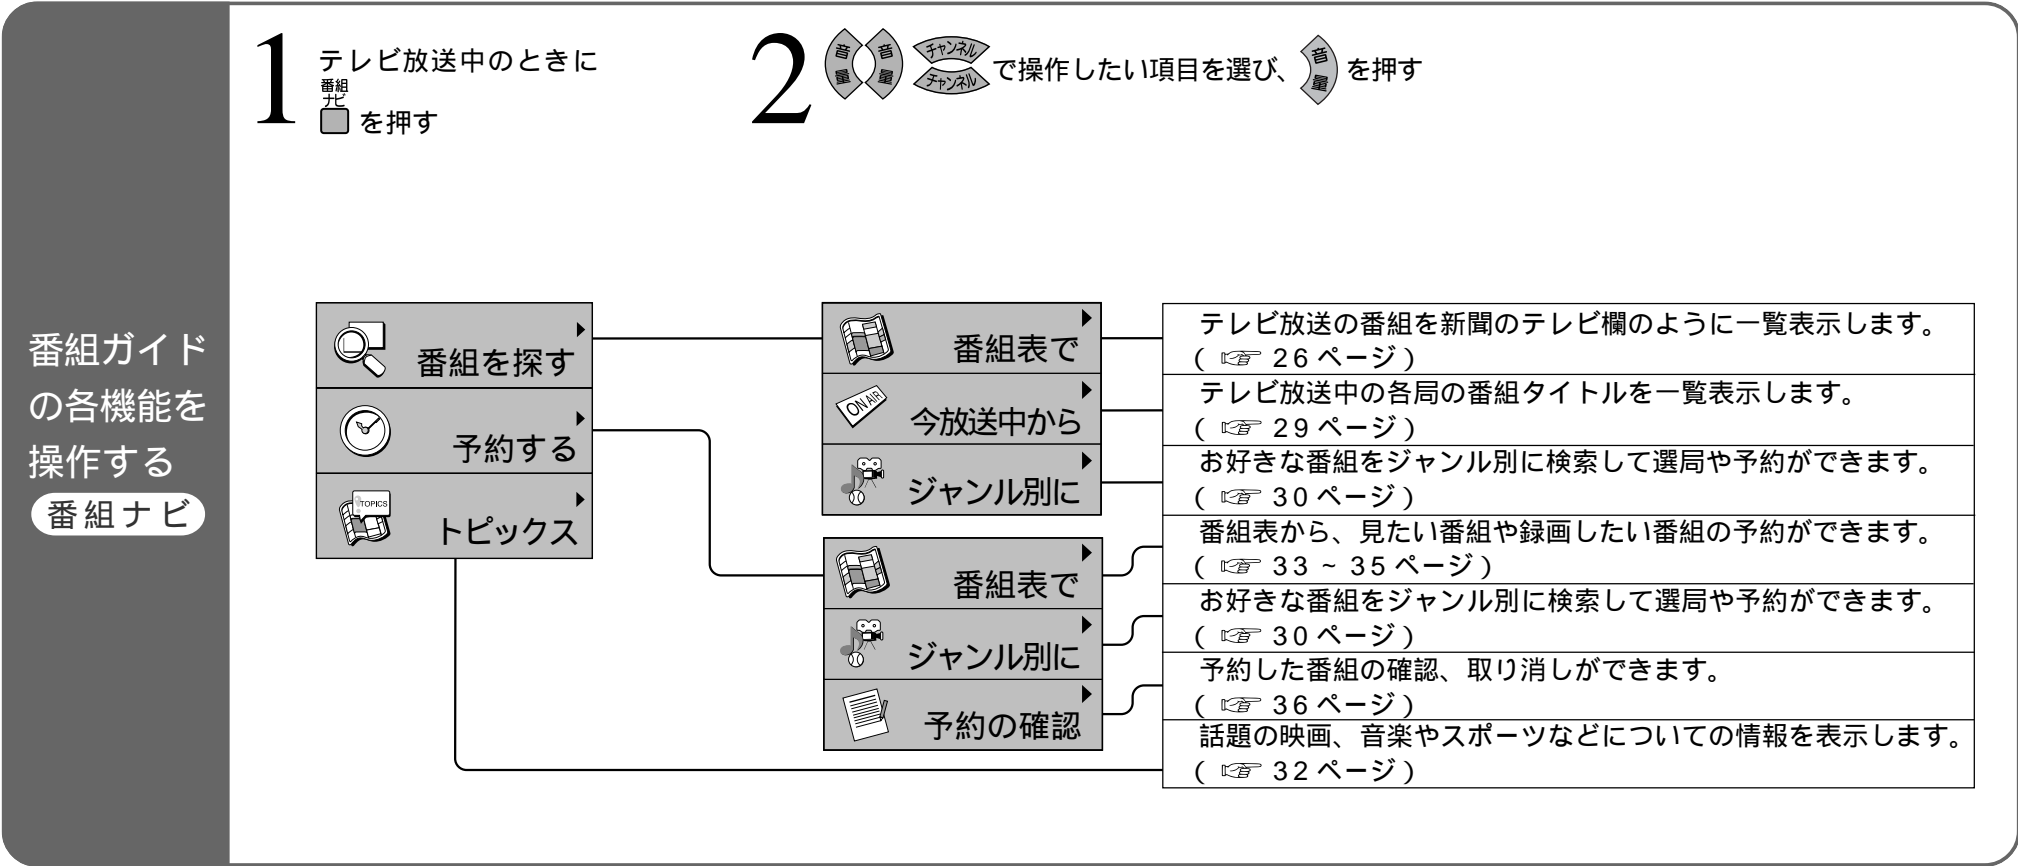 番組ガイド
の各機能を
操作する
番組ナビ
1
テレビ放送中のときに
番組
ナビ
を押す
2
音量 音量 チャンネル チャンネル で操作したい項目を選び、 音量 を押す
番組を探す
予約する
TOPICS
トピックス
番組表で
ON AIR
今放送中から
ジャンル別に
番組表で
ジャンル別に
予約の確認
テレビ放送の番組を新聞のテレビ欄のように一覧表示します。
( ☞ 26 ページ )
テレビ放送中の各局の番組タイトルを一覧表示します。
( ☞ 29 ページ )
お好きな番組をジャンル別に検索して選局や予約ができます。
( ☞ 30 ページ )
番組表から、見たい番組や録画したい番組の予約ができます。
( ☞ 33 ~ 35 ページ )
お好きな番組をジャンル別に検索して選局や予約ができます。
( ☞ 30 ページ )
予約した番組の確認、取り消しができます。
( ☞ 36 ページ )
話題の映画、音楽やスポーツなどについての情報を表示します。
( ☞ 32 ページ )